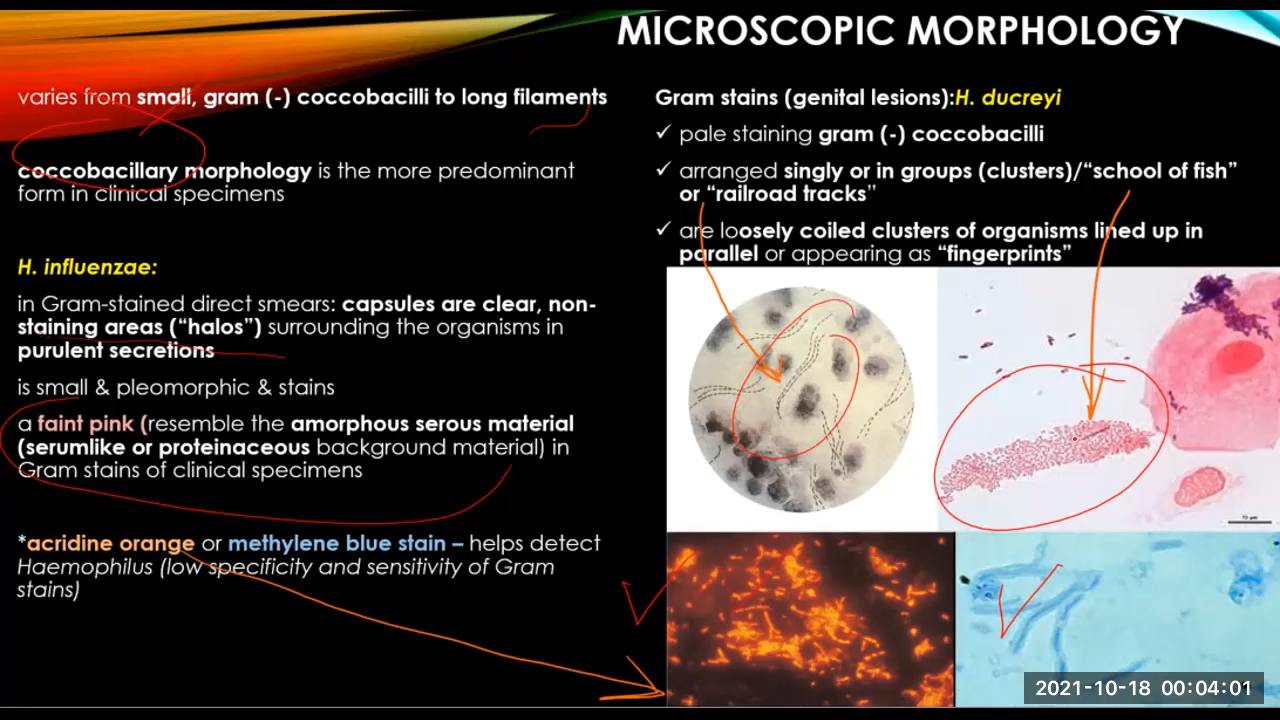 MICROSCOPIC MORPHOLOGY
varies from small, gram (-) coccobacilli to long filaments
coccobacillary morphology is the more predominant
form in clinical specimens
H. influenzae:
in Gram-stained direct smears: capsules are clear, non-
staining areas (“halos”) surrounding the organisms in
purulent secretions
is small & pleomorphic & stains
a faint pink (resemble the amorphous serous material
(serumlike or proteinaceous background material) in
Gram stains of clinical specimens
*acridine orange or methylene blue stain – helps detect
Haemophilus (low specificity and sensitivity of Gram
stains)
Gram stains (genital lesions):H. ducreyi
✓ pale staining gram (-) coccobacilli
✓ arranged singly or in groups (clusters)/“school of fish”
or “railroad tracks”
✓ are loosely coiled clusters of organisms lined up in
parallel or appearing as “fingerprints”
10 µm
2021-10-18 00:04:01